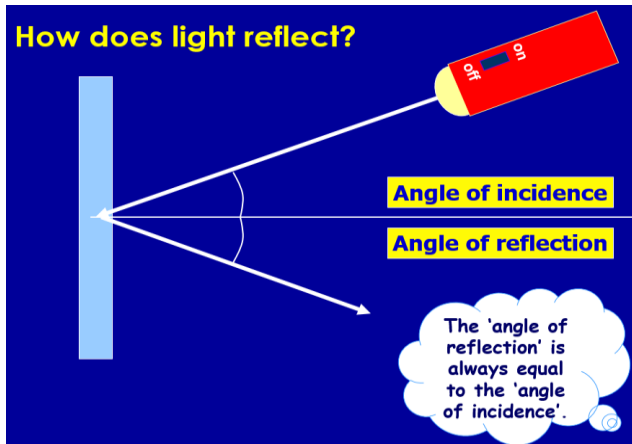 How does light reflect?
on
off
Angle of incidence
Angle of reflection
The ‘angle of
reflection’ is
always equal
to the ‘angle
of incidence’.